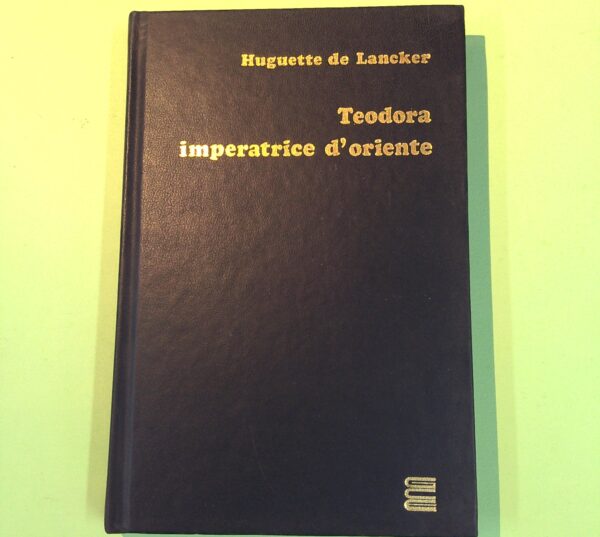 Huguette de Lancker
Teodora
imperatrice d'oriente